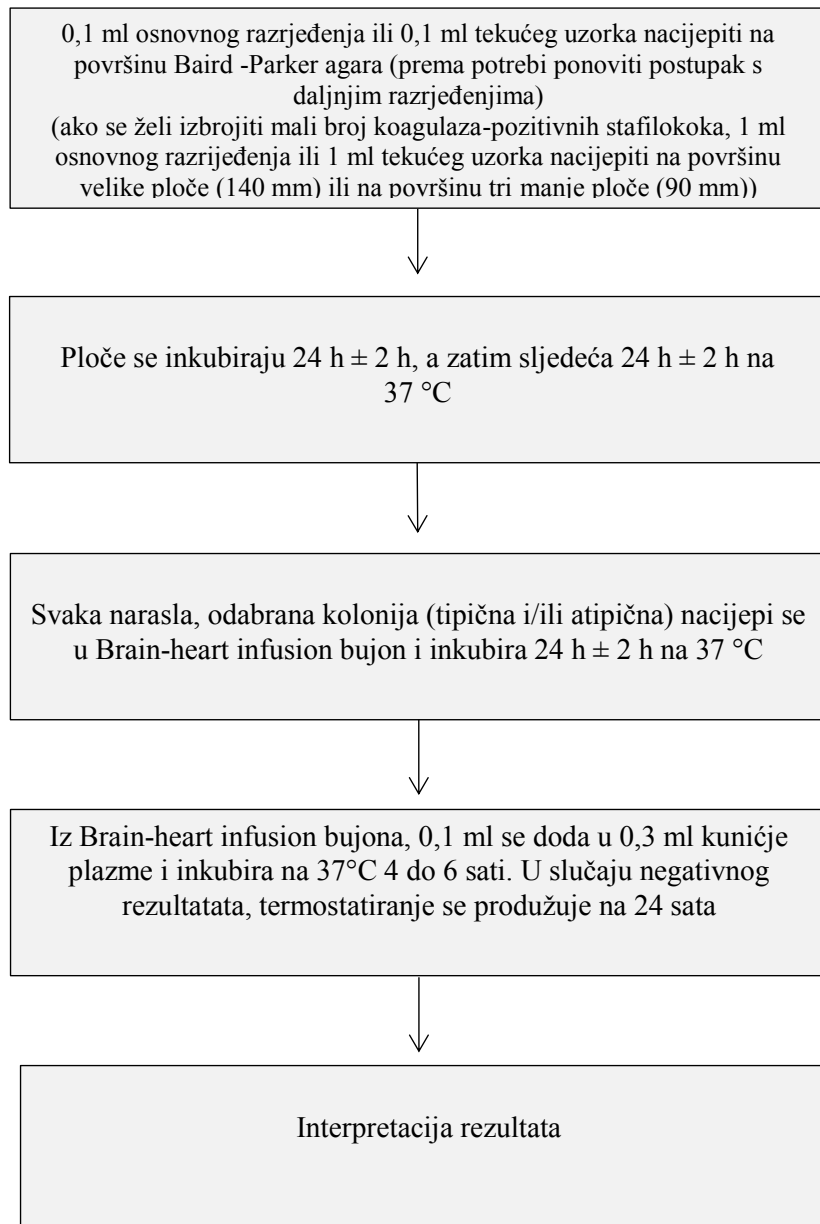 0,1 ml osnovnog razrjeđenja ili 0,1 ml tekućeg uzorka nacijepiti na
površinu Baird -Parker agara (prema potrebi ponoviti postupak s
daljnjim razrjeđenjima)
(ako se želi izbrojiti mali broj koagulaza-pozitivnih stafilokoka, 1 ml
osnovnog razrijeđenja ili 1 ml tekućeg uzorka nacijepiti na površinu
velike ploče (140 mm) ili na površinu tri manje ploče (90 mm))
Ploče se inkubiraju 24 h ± 2 h, a zatim sljedeća 24 h ± 2 h na
37 °C
Svaka narasla, odabrana kolonija (tipična i/ili atipična) nacijepi se
u Brain-heart infusion bujon i inkubira 24 h ± 2 h na 37 °C
Iz Brain-heart infusion bujona, 0,1 ml se doda u 0,3 ml kunićje
plazme i inkubira na 37°C 4 do 6 sati. U slučaju negativnog
rezultatata, termostatiranje se produžuje na 24 sata
Interpretacija rezultata